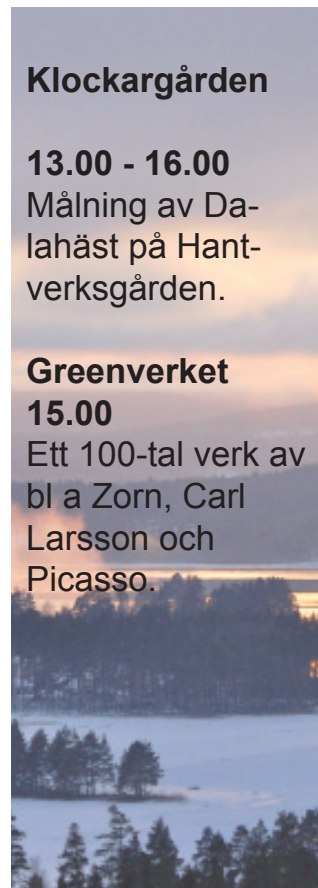 Klockargården
13.00 - 16.00
Målning av Da-
lahäst på Hant-
verksgården.
Greenverket
15.00
Ett 100-tal verk av
bl a Zorn, Carl
Larsson och
Picasso.